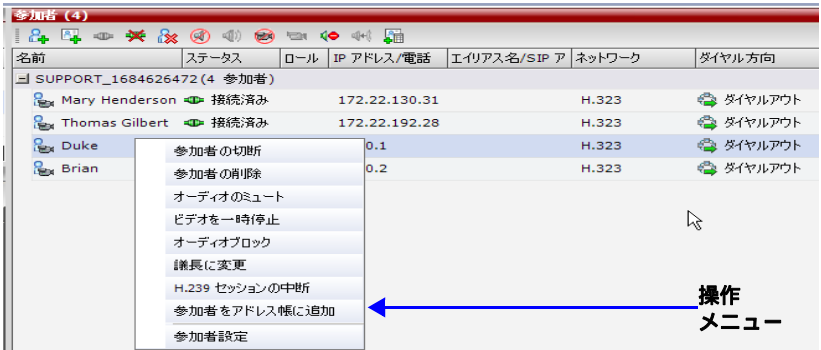 参加者 (4)
名前 ステータス ロール IP アドレス/電話 エイリアス名/SIP ア ネットワーク ダイヤル方向
SUPPORT_1684626472(4 参加者)
Mary Henderson 接続済み 172.22.130.31 H.323 ダイヤルアウト
Thomas Gilbert 接続済み 172.22.192.28 H.323 ダイヤルアウト
Duke 0.1 H.323 ダイヤルアウト
Brian 0.2 H.323 ダイヤルアウト
参加者の切断
参加者の削除
オーディオのミュート
ビデオを一時停止
オーディオブロック
議長に変更
H.239 セッションの中断
参加者をアドレス帳に追加
参加者設定
操作
メニュー